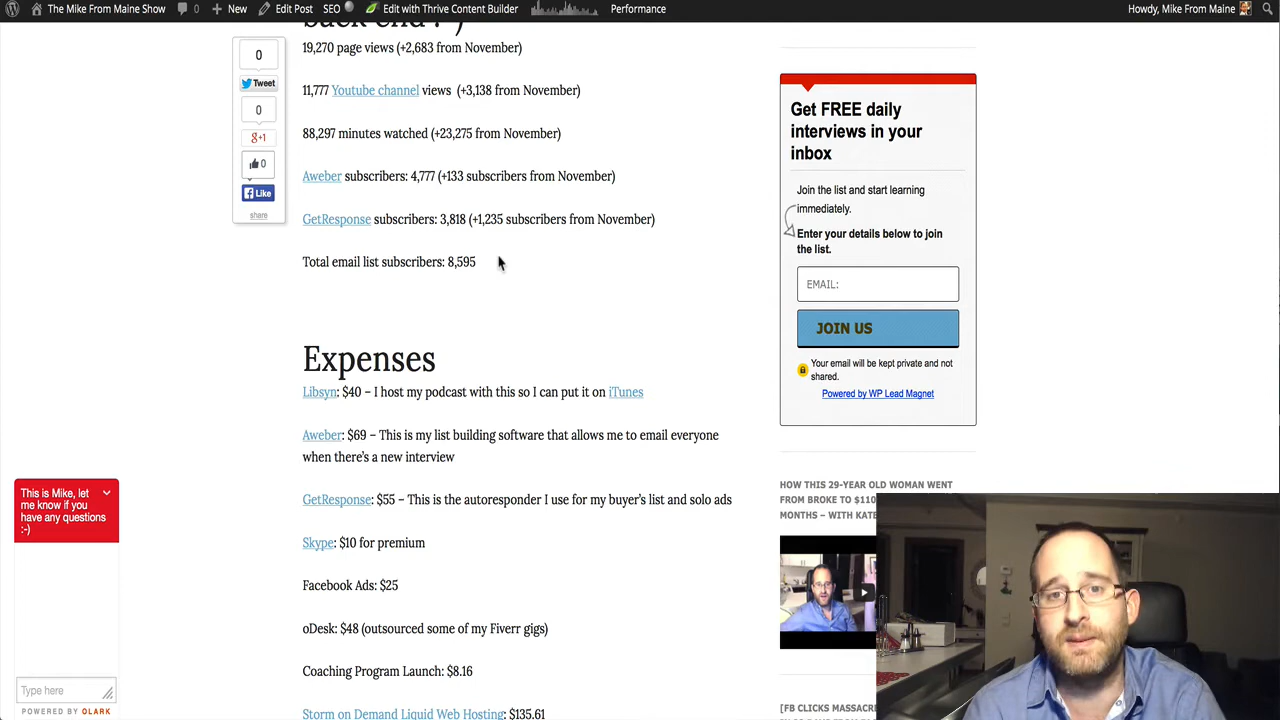 The Mike From Maine Show
0
New
Edit Post
SEO
Edit with Thrive Content Builder
Performance
Howdy, Mike From Maine
19,270 page views (+2,683 from November)
11,777 Youtube channel views (+3,138 from November)
88,297 minutes watched (+23,275 from November)
Aweber subscribers: 4,777 (+133 subscribers from November)
GetResponse subscribers: 3,818 (+1,235 subscribers from November)
Total email list subscribers: 8,595
Expenses
Libsyn: $40 – I host my podcast with this so I can put it on iTunes
Aweber: $69 – This is my list building software that allows me to email everyone
when there's a new interview
GetResponse: $55 – This is the autoresponder I use for my buyer's list and solo ads
Skype: $10 for premium
Facebook Ads: $25
oDesk: $48 (outsourced some of my Fiverr gigs)
Coaching Program Launch: $8.16
Storm on Demand Liquid Web Hosting: $135.61
0
Tweet
0
g+1
0
Like
share
This is Mike, let
me know if you
have any questions
:-)
Type here
POWERED BY OLARK
Get FREE daily
interviews in your
inbox
Join the list and start learning
immediately.
Enter your details below to join
the list.
EMAIL:
JOIN US
Your email will be kept private and not
shared.
Powered by WP Lead Magnet
HOW THIS 29-YEAR OLD WOMAN WENT
FROM BROKE TO $110
MONTHS – WITH KATE
[FB CLICKS MASSACRE